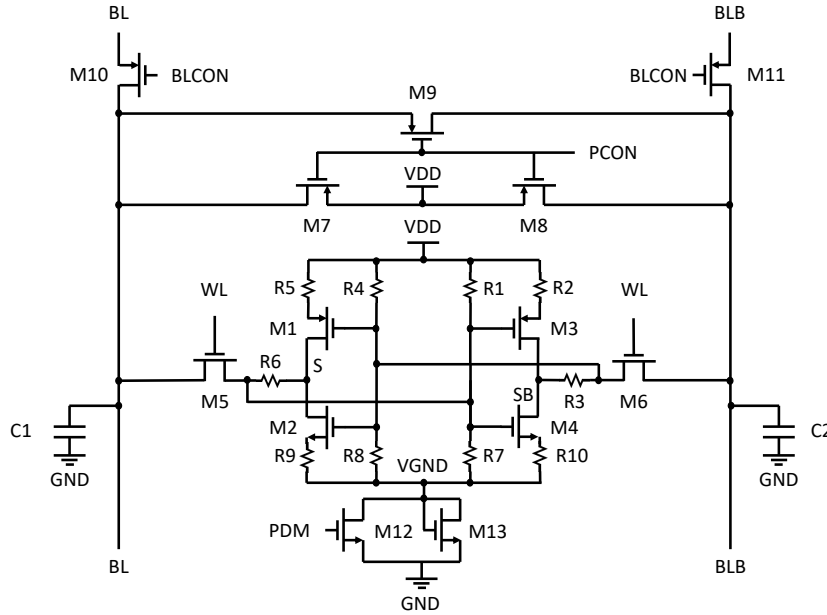 BL BLB
M10 BLCON BLCON M11
M9
PCON
VDD
M7 M8
VDD
R5 R4 R1 R2
WL WL
M1 M3
R6 S
SB R3
M5 M6
C1 M2 M4 C2
R9 R8 R7 R10
GND VGND GND
PDM M12 M13
BL BLB
GND